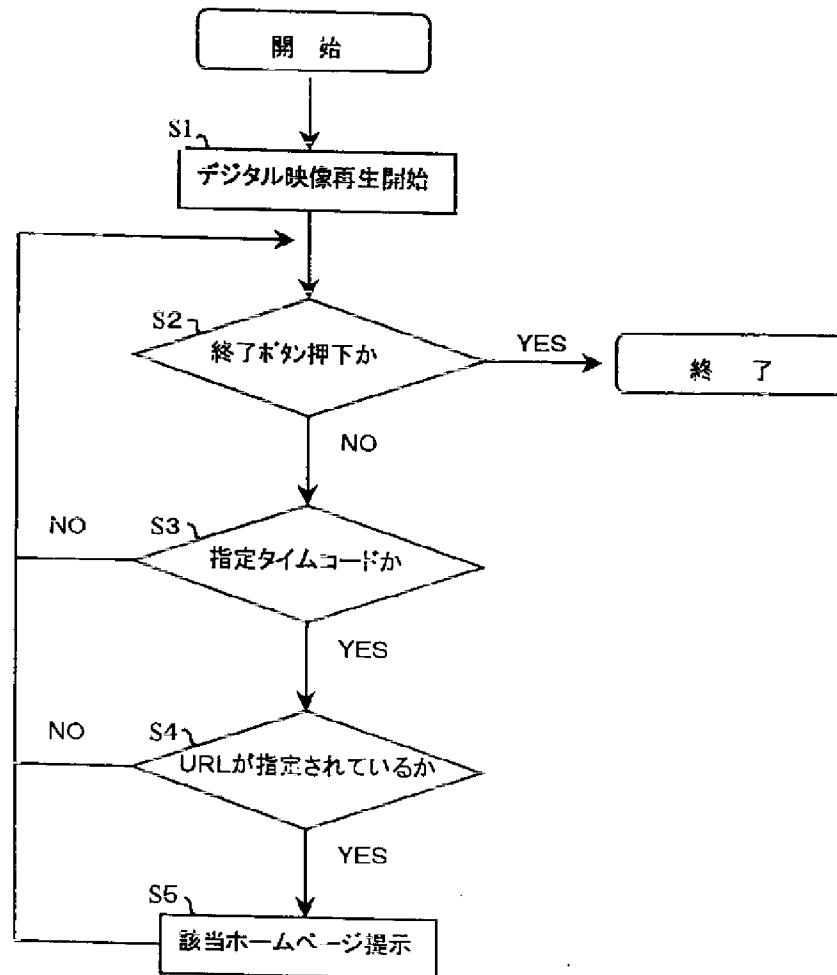 開 始
S1
デジタル映像再生開始
S2
終了ボタン押下か
YES
終 了
NO
S3
指定タイムコードか
NO
YES
S4
URLが指定されているか
NO
YES
S5
該当ホームページ提示